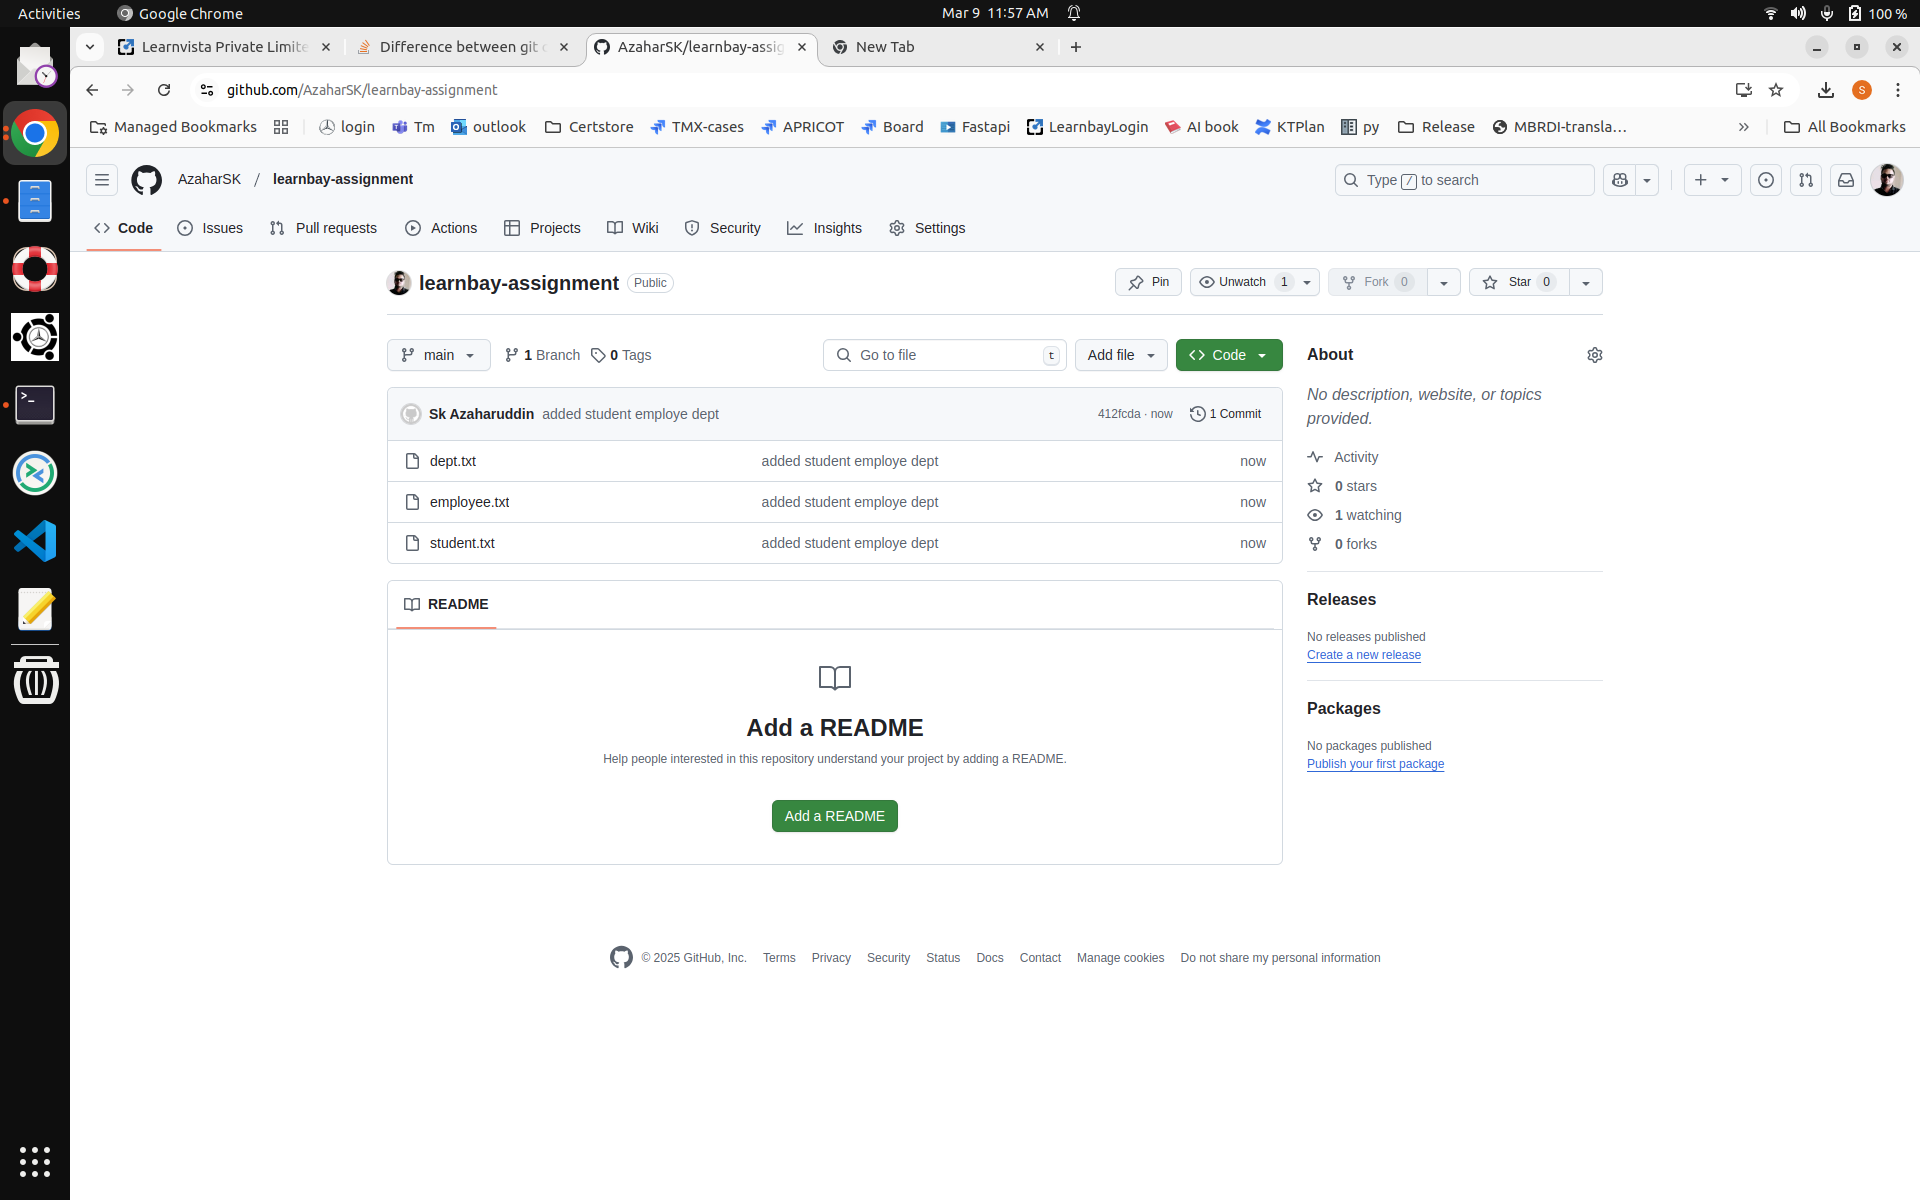 Activities Google Chrome Mar 9 11:57 AM 100 %
Learnvista Private Limite Difference between git AzaharSK/learnbay-assig New Tab
github.com/AzaharSK/learnbay-assignment S
Managed Bookmarks login Tm outlook Certstore TMX-cases APRICOT Board Fastapi LearnbayLogin AI book KTPlan py Release MBRDI-transla... » All Bookmarks
AzaharSK / learnbay-assignment Type / to search
Code Issues Pull requests Actions Projects Wiki Security Insights Settings
learnbay-assignment Public Pin Unwatch 1 Fork 0 Star 0
main 1 Branch 0 Tags Go to file t Add file Code About
No description, website, or topics
provided.
Sk Azaharuddin added student employe dept 412fcda · now 1 Commit
dept.txt added student employe dept now
employee.txt added student employe dept now
student.txt added student employe dept now
Activity
0 stars
1 watching
0 forks
README
Add a README
Help people interested in this repository understand your project by adding a README.
Add a README
Releases
No releases published
Create a new release
Packages
No packages published
Publish your first package
© 2025 GitHub, Inc. Terms Privacy Security Status Docs Contact Manage cookies Do not share my personal information